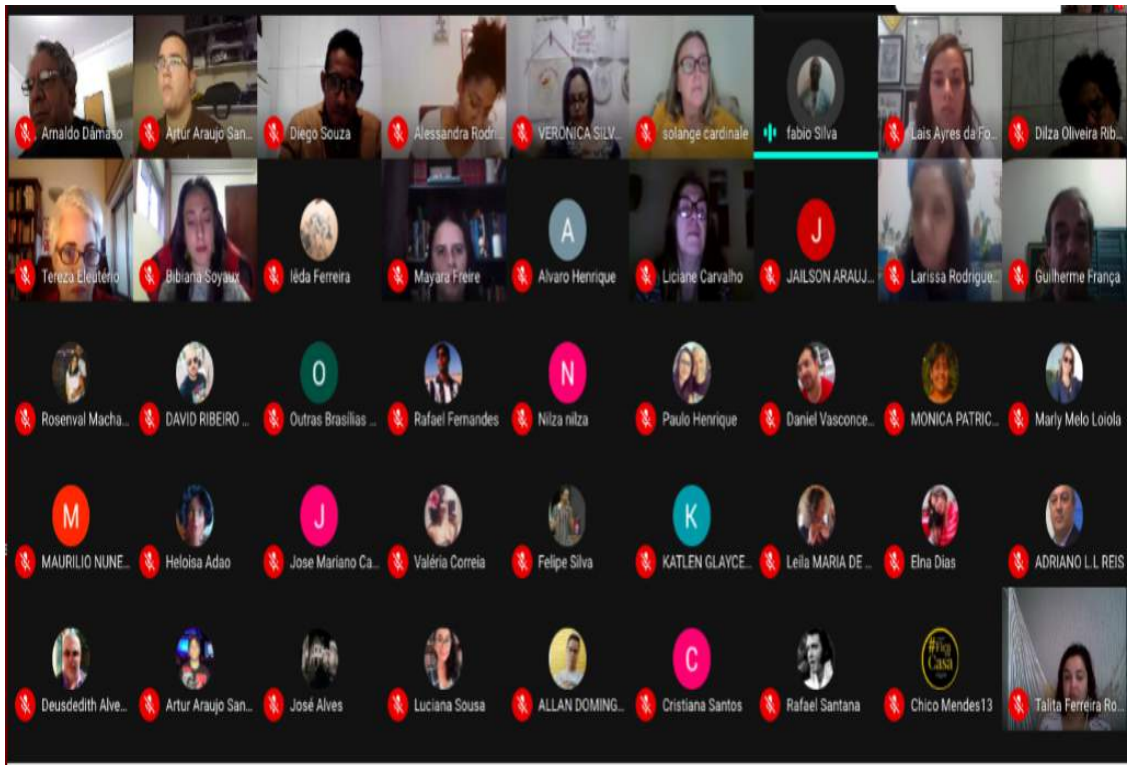 Arnaldo Dâmaso
Artur Araujo San...
Diego Souza
Alessandra Rodri...
VERONICA SILV...
solange cardinale
fabio Silva
Lais Ayres da Fo...
Dilza Oliveira Rib...
Tereza Eleutério
Bibiana Soyaux
Iêda Ferreira
Mayara Freire
A
Alvaro Henrique
Liciane Carvalho
J
JAILSON ARAUJ...
Larissa Rodrigue...
Guilherme França
Rosenval Macha...
DAVID RIBEIRO ...
O
Outras Brasílias ...
Rafael Fernandes
N
Nilza nilza
Paulo Henrique
Daniel Vasconce...
MONICA PATRIC...
Marly Melo Loiola
M
MAURILIO NUNE...
Heloisa Adao
J
Jose Mariano Ca...
Valéria Correia
Felipe Silva
K
KATLEN GLAYCE...
Leila MARIA DE ...
Elna Dias
ADRIANO L.L REIS
Deusdedith Alve...
Artur Araujo San...
José Alves
Luciana Sousa
ALLAN DOMING...
C
Cristiana Santos
Rafael Santana
#Fica
Casa
Chico Mendes13
Talita Ferreira Ro...